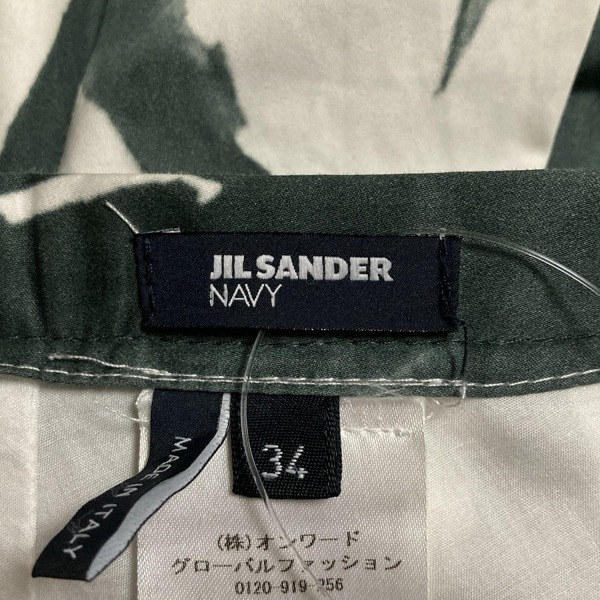 JIL SANDER
NAVY
MADE IN ITALY
34
(株)オンワード
グローバルファッション
0120-919-256